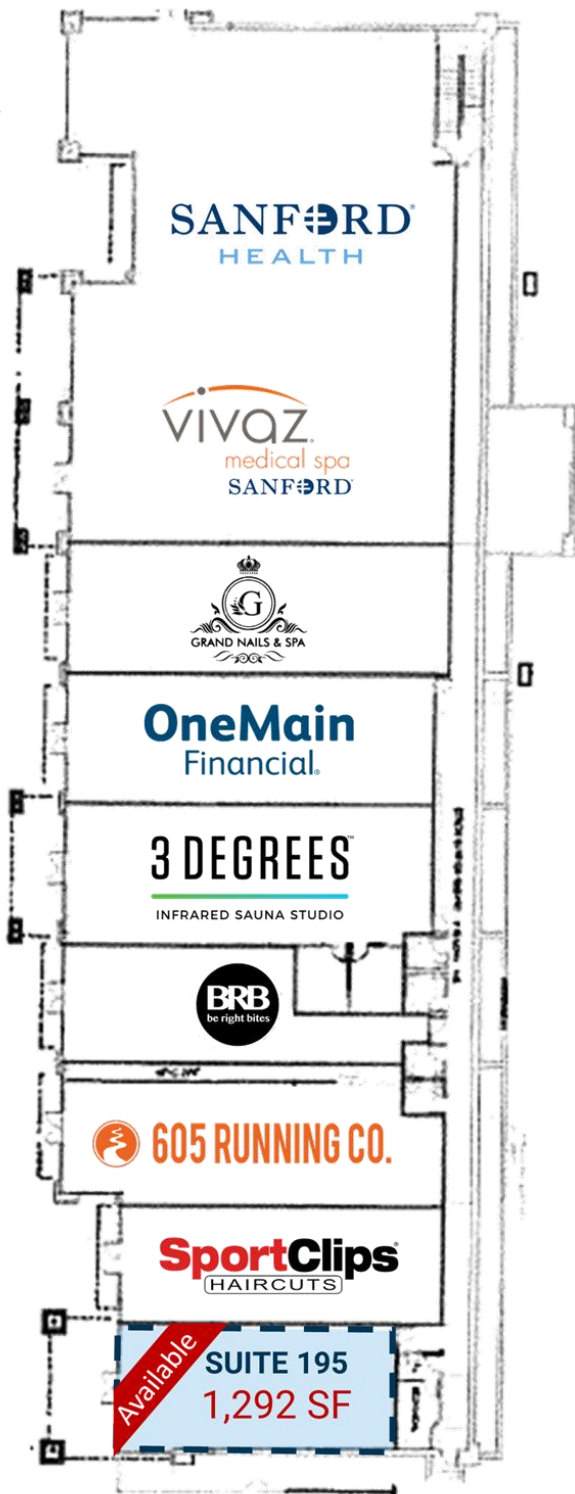 SANFORD
HEALTH
vivaz
medical spa
SANFORD
G
GRAND NAILS & SPA
OneMain
Financial.
3 DEGREES™
INFRARED SAUNA STUDIO
BRB
be right bites
605 RUNNING CO.
SportClips
HAIRCUTS
Available
SUITE 195
1,292 SF